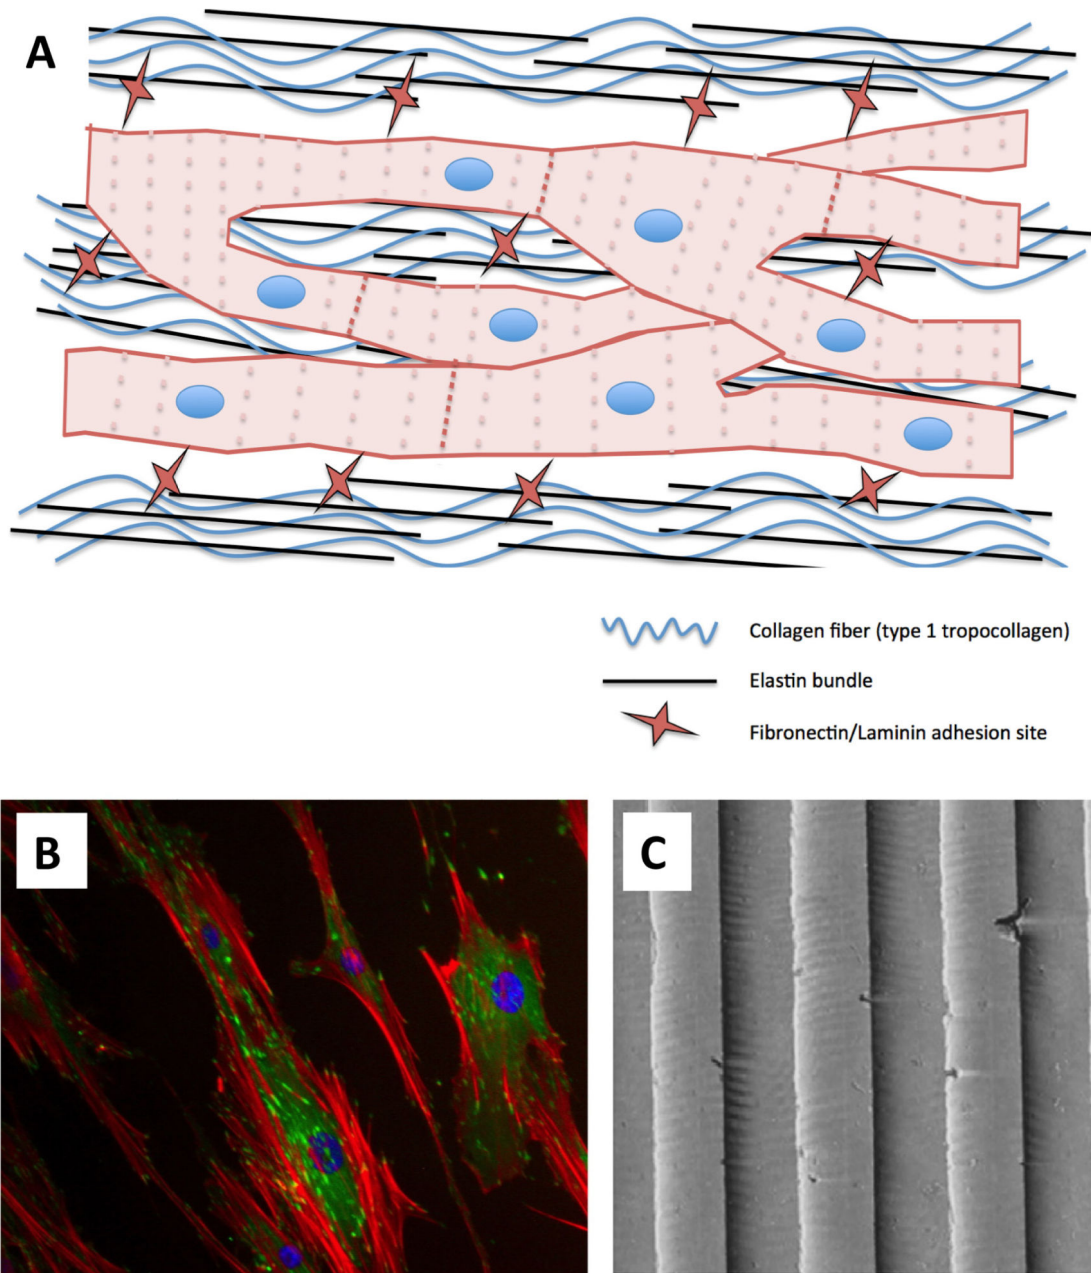 A
Collagen fiber (type 1 tropocollagen)
Elastin bundle
Fibronectin/Laminin adhesion site
B
C